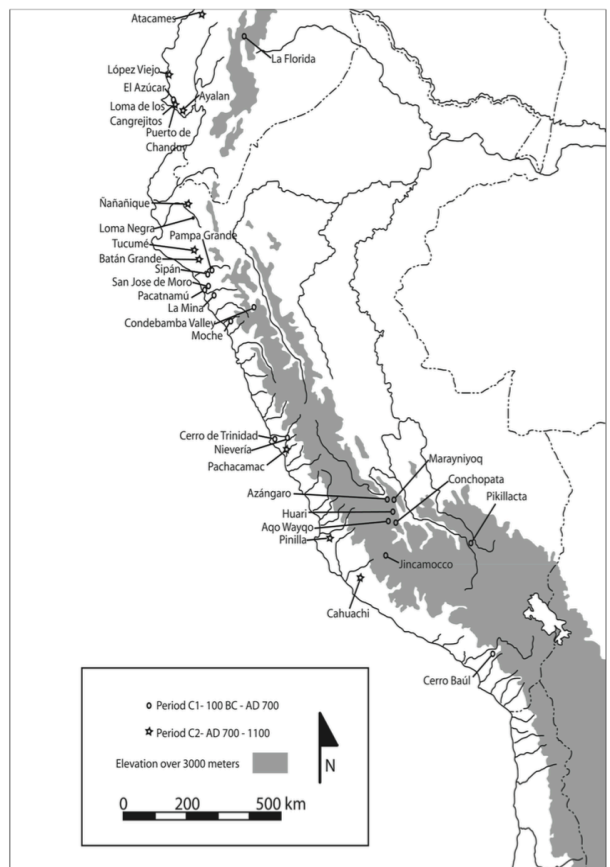 Atacames
La Florida
López Viejo
El Azúcar
Ayalan
Loma de los
Cangrejitos
Puerto de
Chanduy
Ñañañique
Loma Negra
Pampa Grande
Tucumé
Batán Grande
Sipán
San Jose de Moro
Pacatnamú
La Mina
Condebamba Valley
Moche
Cerro de Trinidad
Nievería
Pachacamac
Marayniyoq
Conchopata
Azángaro
Pikillacta
Huari
Aqo Wayqo
Pinilla
Jincamocco
Cahuachi
Cerro Baúl
Period C1- 100 BC - AD 700
Period C2- AD 700 - 1100
Elevation over 3000 meters
N
0 200 500 km